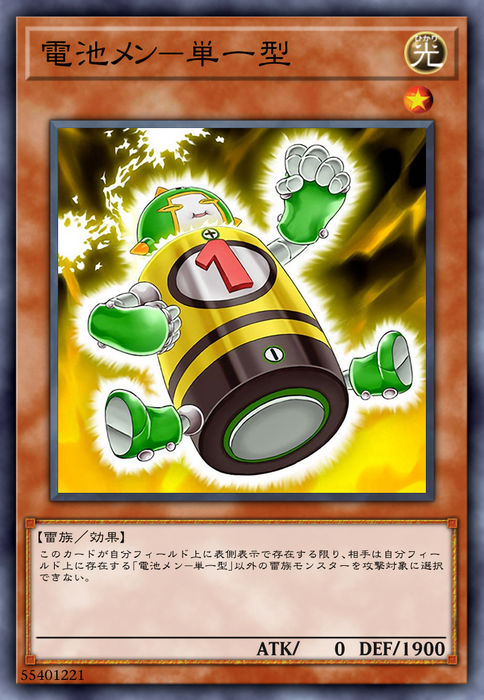 電池メン－単一型
ひかり
光
1
【雷族／効果】
このカードが自分フィールド上に表側表示で存在する限り、相手は自分フィー
ルド上に存在する「電池メン－単一型」以外の雷族モンスターを攻撃対象に選択
できない。
ATK/ 0 DEF/1900
55401221